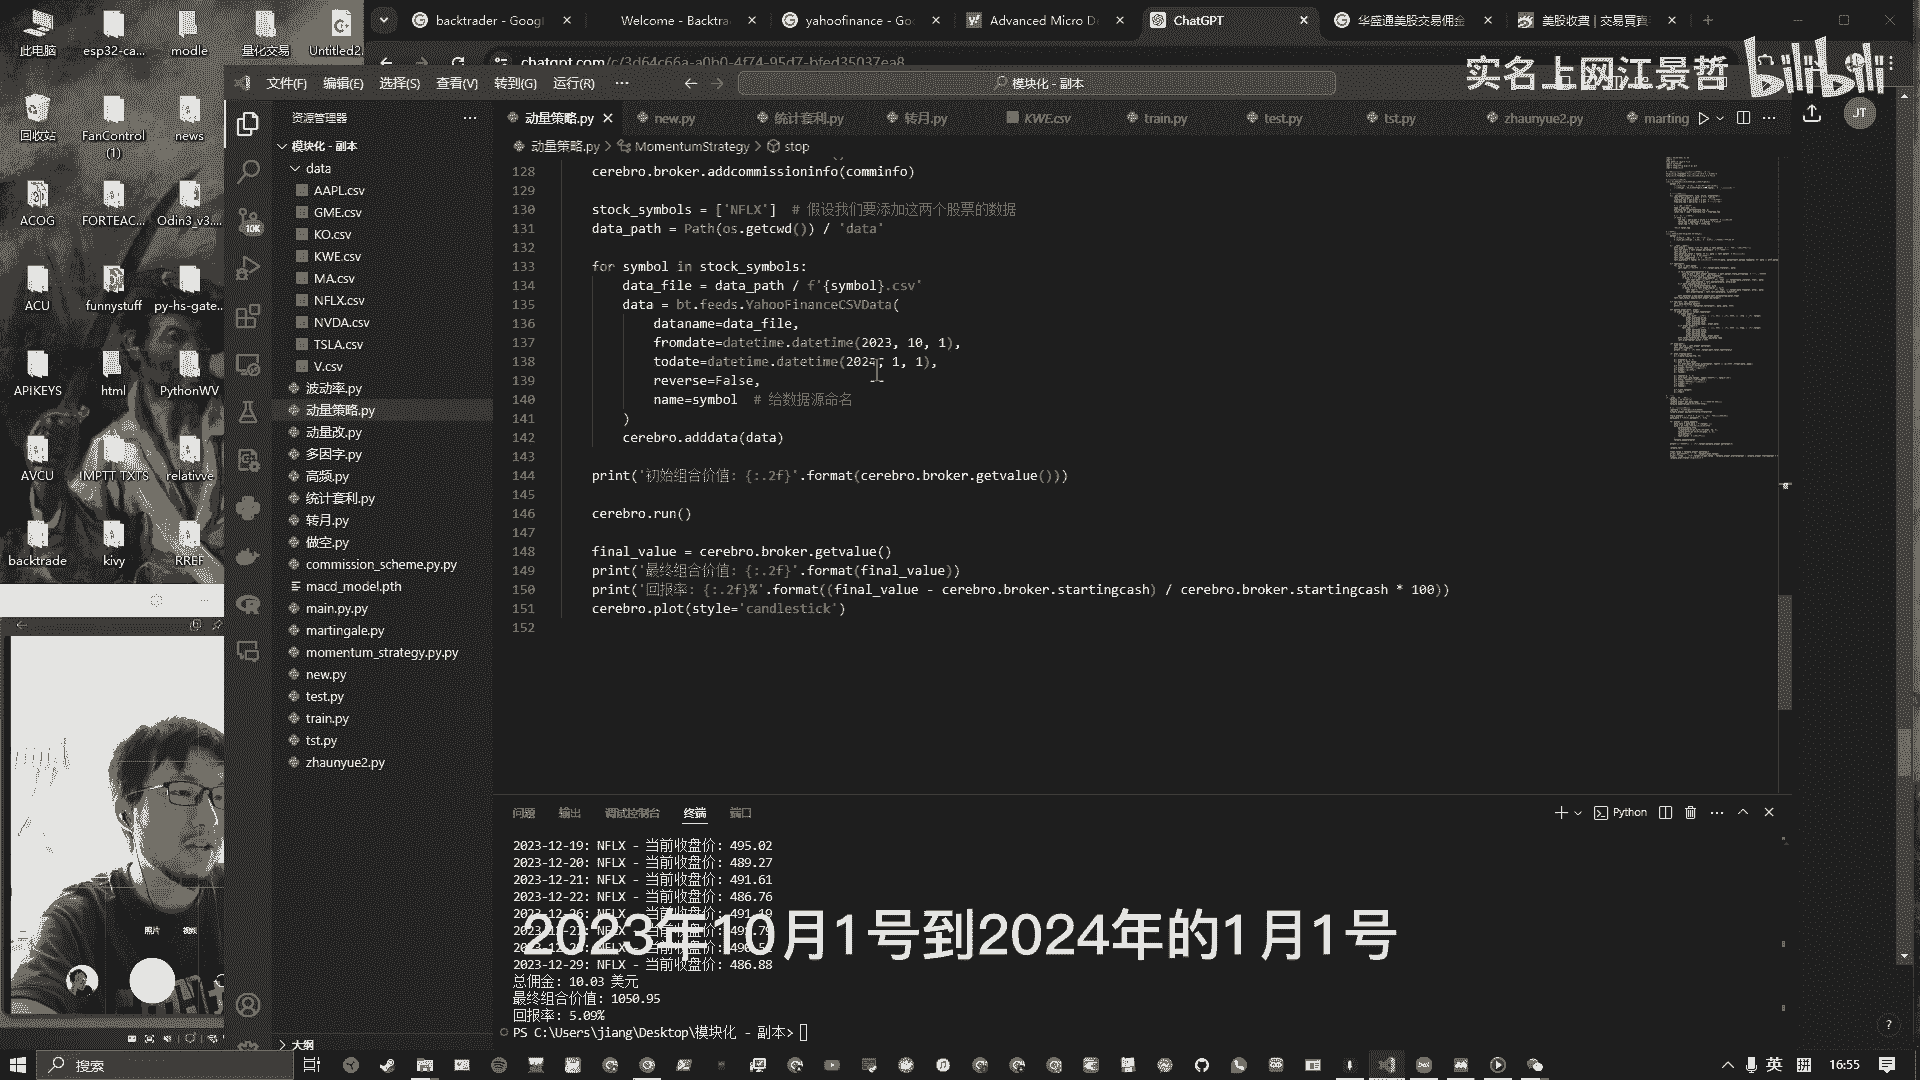 backtrader - Googl
Welcome - Backtra
yahoofinance - Go
Advanced Micro D
ChatGPT
华盛通美股交易佣金
美股收費 | 交易買賣
chatgpt.com/c/3d64c66a-a0b0-4f74-95d7-bfed35037ea8
实名上网江景哲 bilibili
此电脑
esp32-ca...
modle
量化交易
Untitled2.
回收站
FanControl (1)
news
ACOG
FORTEAC...
Odin3_v3....
ACU
funnystuff
py-hs-gate...
APIKEYS
html
PythonWV
AVCU
IMPTT TXTS
relativve
backtrade
kivy
RREF
照片
视频
文件(F) 编辑(E) 选择(S) 查看(V) 转到(G) 运行(R) ···
模块化 - 副本
JT
资源管理器
模块化 - 副本
data
AAPL.csv
GME.csv
KO.csv
KWE.csv
MA.csv
NFLX.csv
NVDA.csv
TSLA.csv
V.csv
波动率.py
动量策略.py
动量改.py
多因子.py
高频.py
统计套利.py
转月.py
做空.py
commission_scheme.py.py
macd_model.pth
main.py.py
martingale.py
momentum_strategy.py.py
new.py
test.py
train.py
tst.py
zhaunyue2.py
大纲
10K
动量策略.py
new.py
统计套利.py
转月.py
KWE.csv
train.py
test.py
tst.py
zhaunyue2.py
marting
动量策略.py > MomentumStrategy > stop
128 cerebro.broker.addcommissioninfo(comminfo)
129
130 stock_symbols = ['NFLX']  # 假设我们要添加这两个股票的数据
131 data_path = Path(os.getcwd()) / 'data'
132
133 for symbol in stock_symbols:
134 data_file = data_path / f'{symbol}.csv'
135 data = bt.feeds.YahooFinanceCSVData(
136 dataname=data_file,
137 fromdate=datetime.datetime(2023, 10, 1),
138 todate=datetime.datetime(2024, 1, 1),
139 reverse=False,
140 name=symbol  # 给数据源命名
141 )
142 cerebro.adddata(data)
143
144 print('初始组合价值: {:.2f}'.format(cerebro.broker.getvalue()))
145
146 cerebro.run()
147
148 final_value = cerebro.broker.getvalue()
149 print('最终组合价值: {:.2f}'.format(final_value))
150 print('回报率: {:.2f}%'.format((final_value - cerebro.broker.startingcash) / cerebro.broker.startingcash * 100))
151 cerebro.plot(style='candlestick')
152
问题 输出 调试控制台 终端 端口
Python
2023-12-19: NFLX - 当前收盘价: 495.02
2023-12-20: NFLX - 当前收盘价: 489.27
2023-12-21: NFLX - 当前收盘价: 491.61
2023-12-22: NFLX - 当前收盘价: 486.76
2023-12-26: NFLX - 当前收盘价: 491.19
NFLX - 当前收盘价: 486.88
2023年10月1号到2024年的1月1号
总佣金: 10.03 美元
最终组合价值: 1050.95
回报率: 5.09%
PS C:\Users\jiang\Desktop\模块化 - 副本>
搜索
英
拼
16:55